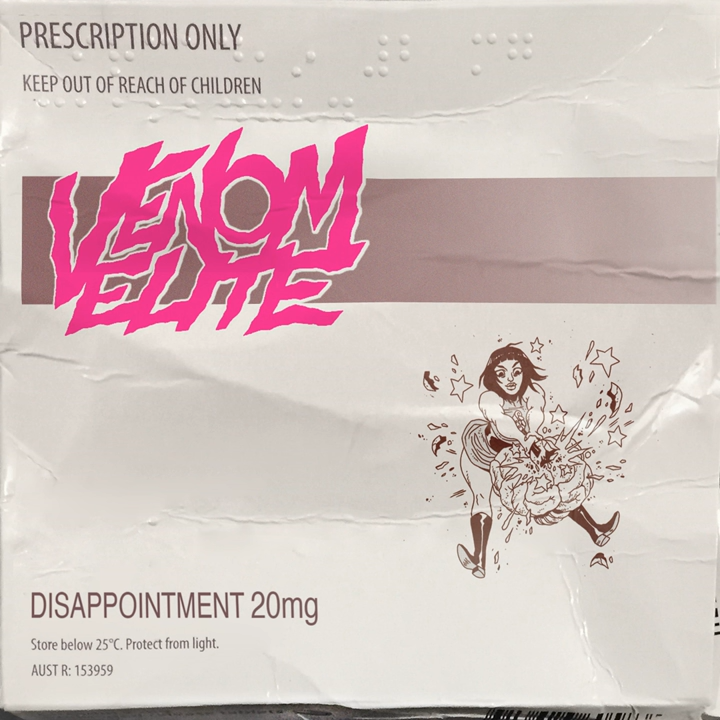 PRESCRIPTION ONLY
KEEP OUT OF REACH OF CHILDREN
VENOM
ELITE
DISAPPOINTMENT 20mg
Store below 25°C. Protect from light.
AUST R: 153959